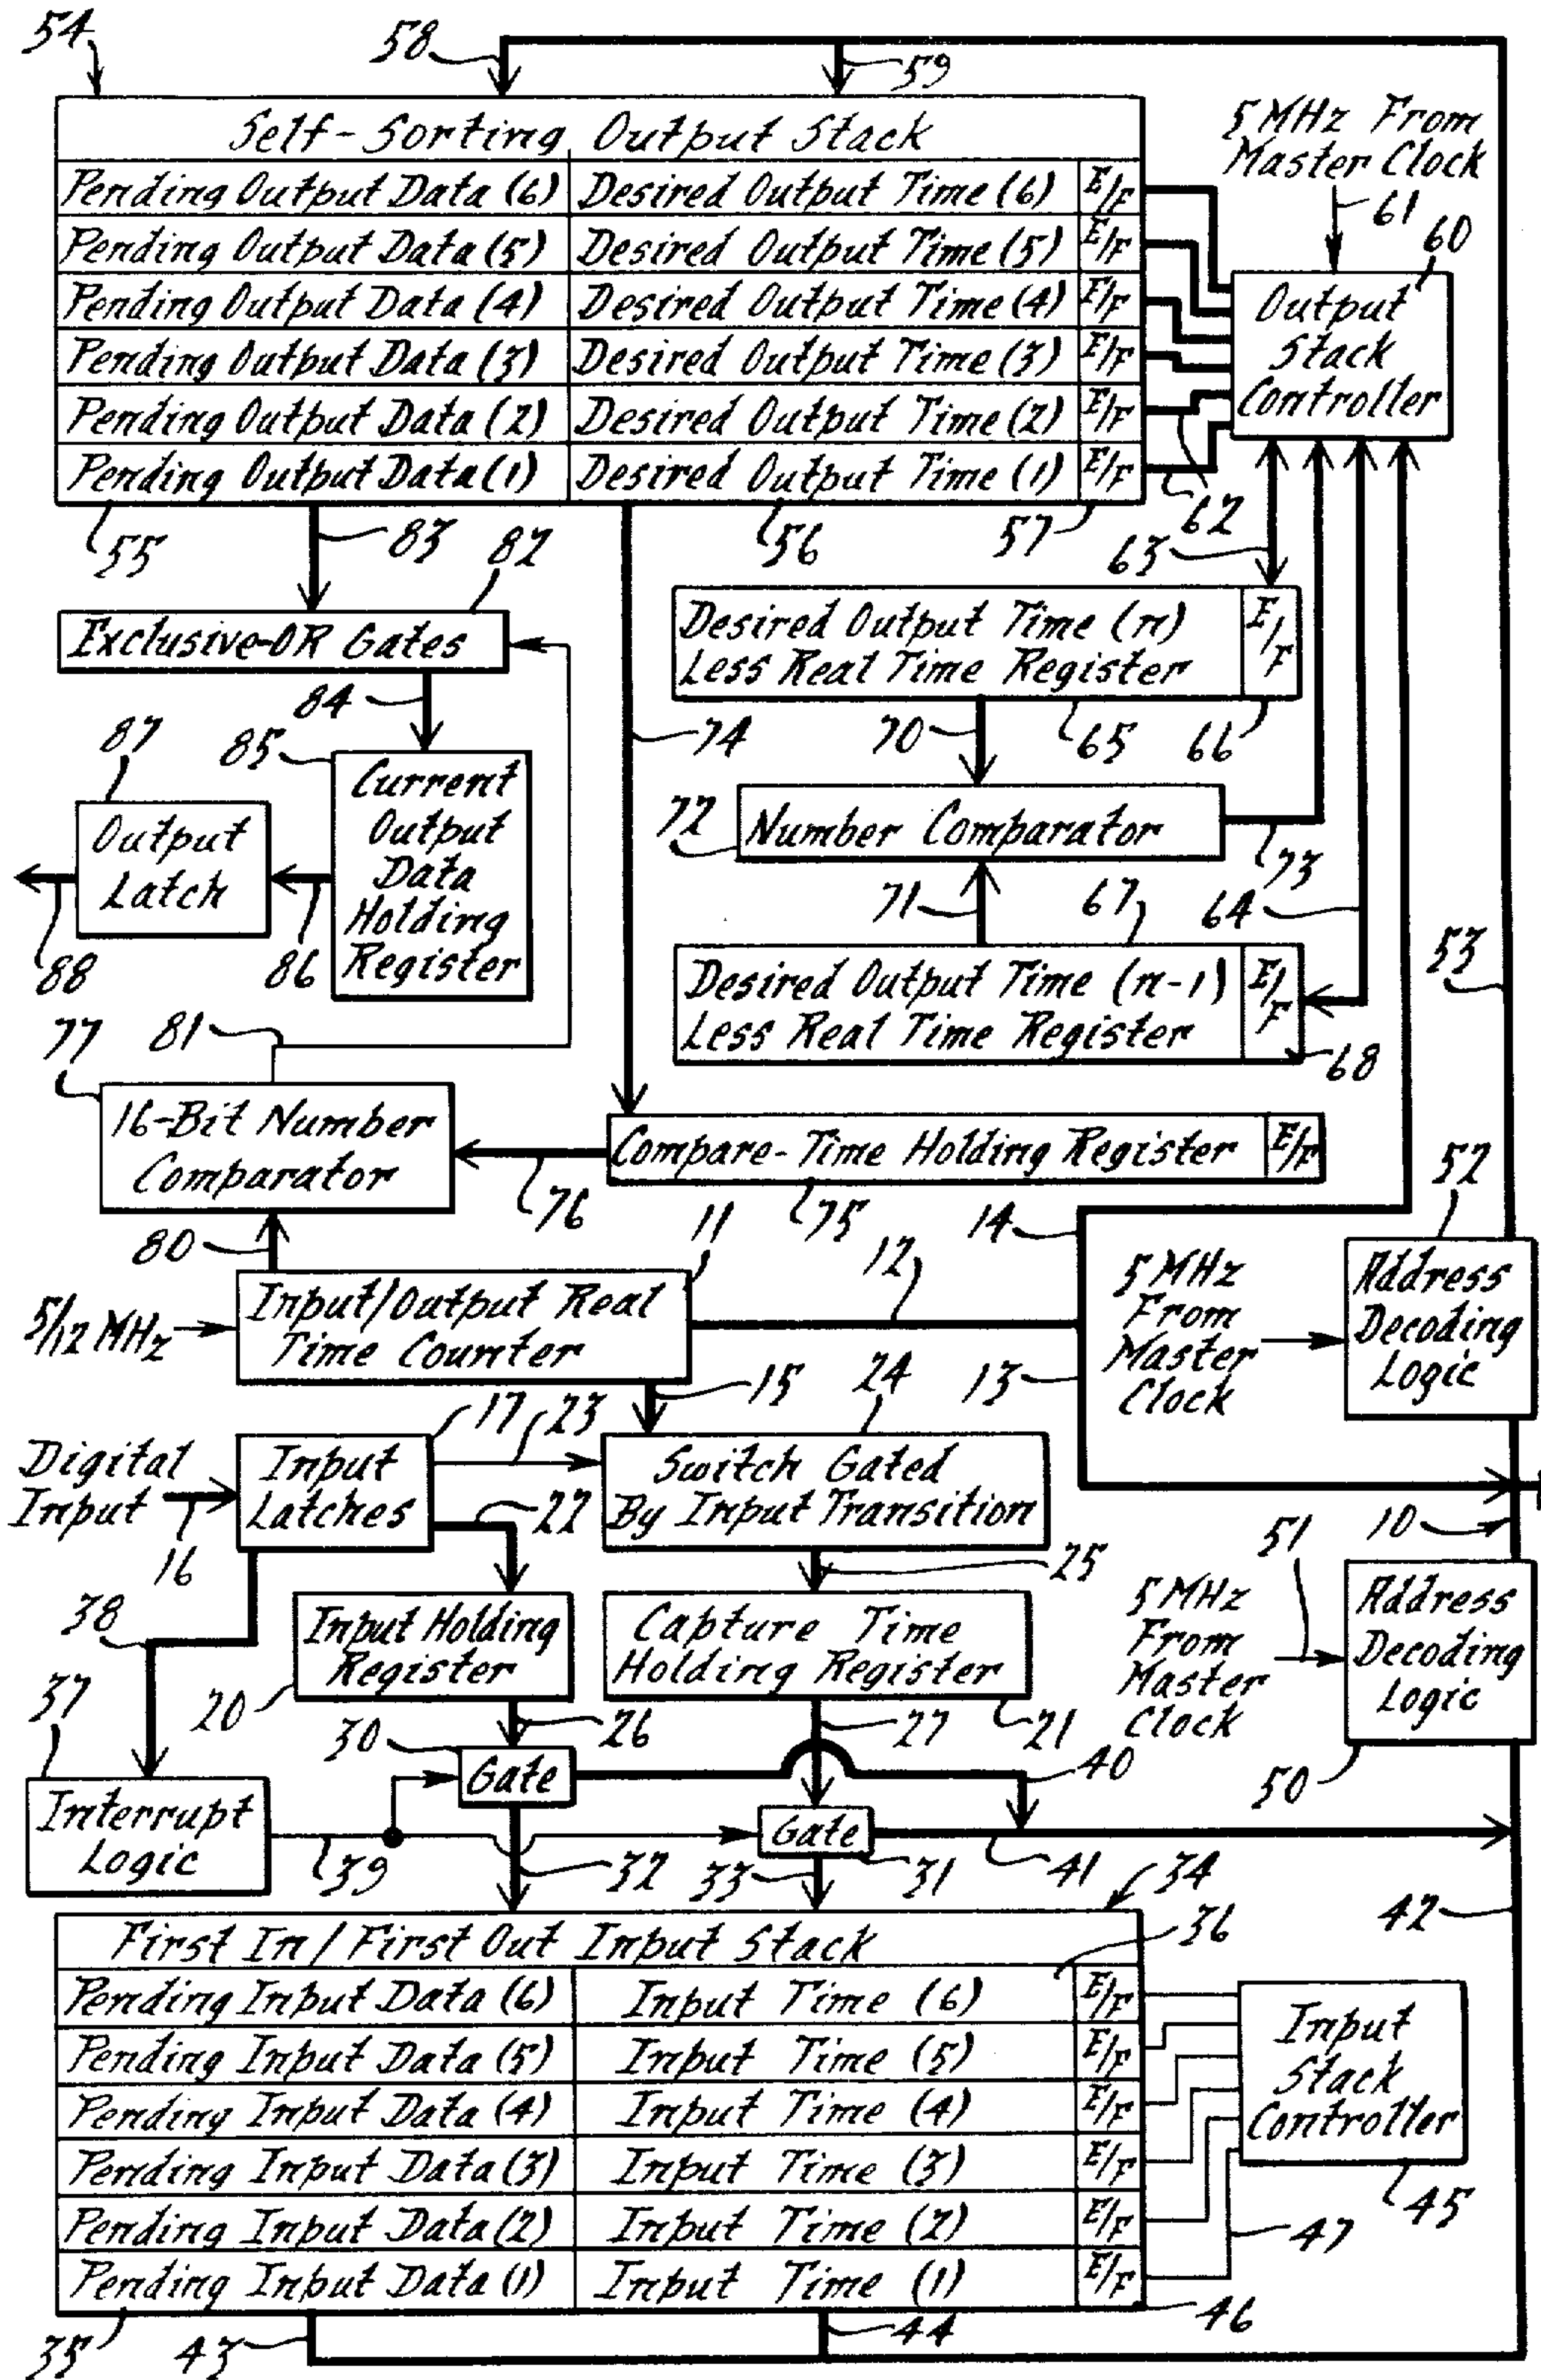 54
58
59
Self-Sorting Output Stack
Pending Output Data (6) Desired Output Time (6) E/F
Pending Output Data (5) Desired Output Time (5) E/F
Pending Output Data (4) Desired Output Time (4) E/F
Pending Output Data (3) Desired Output Time (3) E/F
Pending Output Data (2) Desired Output Time (2) E/F
Pending Output Data (1) Desired Output Time (1) E/F
5 MHz From
Master Clock
61
60
Output
Stack
Controller
55
83
82
56
57
62
63
Exclusive-OR Gates
84
Desired Output Time (n)
Less Real Time Register
E/F
74
70
65
66
87
85
Current
Output
Data
Holding
Register
Output
Latch
88
86
72
Number Comparator
73
71
67
64
53
Desired Output Time (n-1)
Less Real Time Register
E/F
68
77
81
16-Bit Number
Comparator
Compare-Time Holding Register E/F
76
75
80
11
12
14
52
5/12 MHz
Input/Output Real
Time Counter
5 MHz
From
Master
Clock
Address
Decoding
Logic
15
24
13
17
23
Digital
Input
16
Input
Latches
22
Switch Gated
By Input Transition
10
25
51
38
Input Holding
Register
Capture Time
Holding Register
5 MHz
From
Master
Clock
Address
Decoding
Logic
37
20
26
27
21
30
Gate
40
50
Interrupt
Logic
39
Gate
32
33
31
41
34
42
First In/First Out Input Stack
36
Pending Input Data (6) Input Time (6) E/F
Pending Input Data (5) Input Time (5) E/F
Pending Input Data (4) Input Time (4) E/F
Pending Input Data (3) Input Time (3) E/F
Pending Input Data (2) Input Time (2) E/F
Pending Input Data (1) Input Time (1) E/F
Input
Stack
Controller
45
47
35
43
44
46